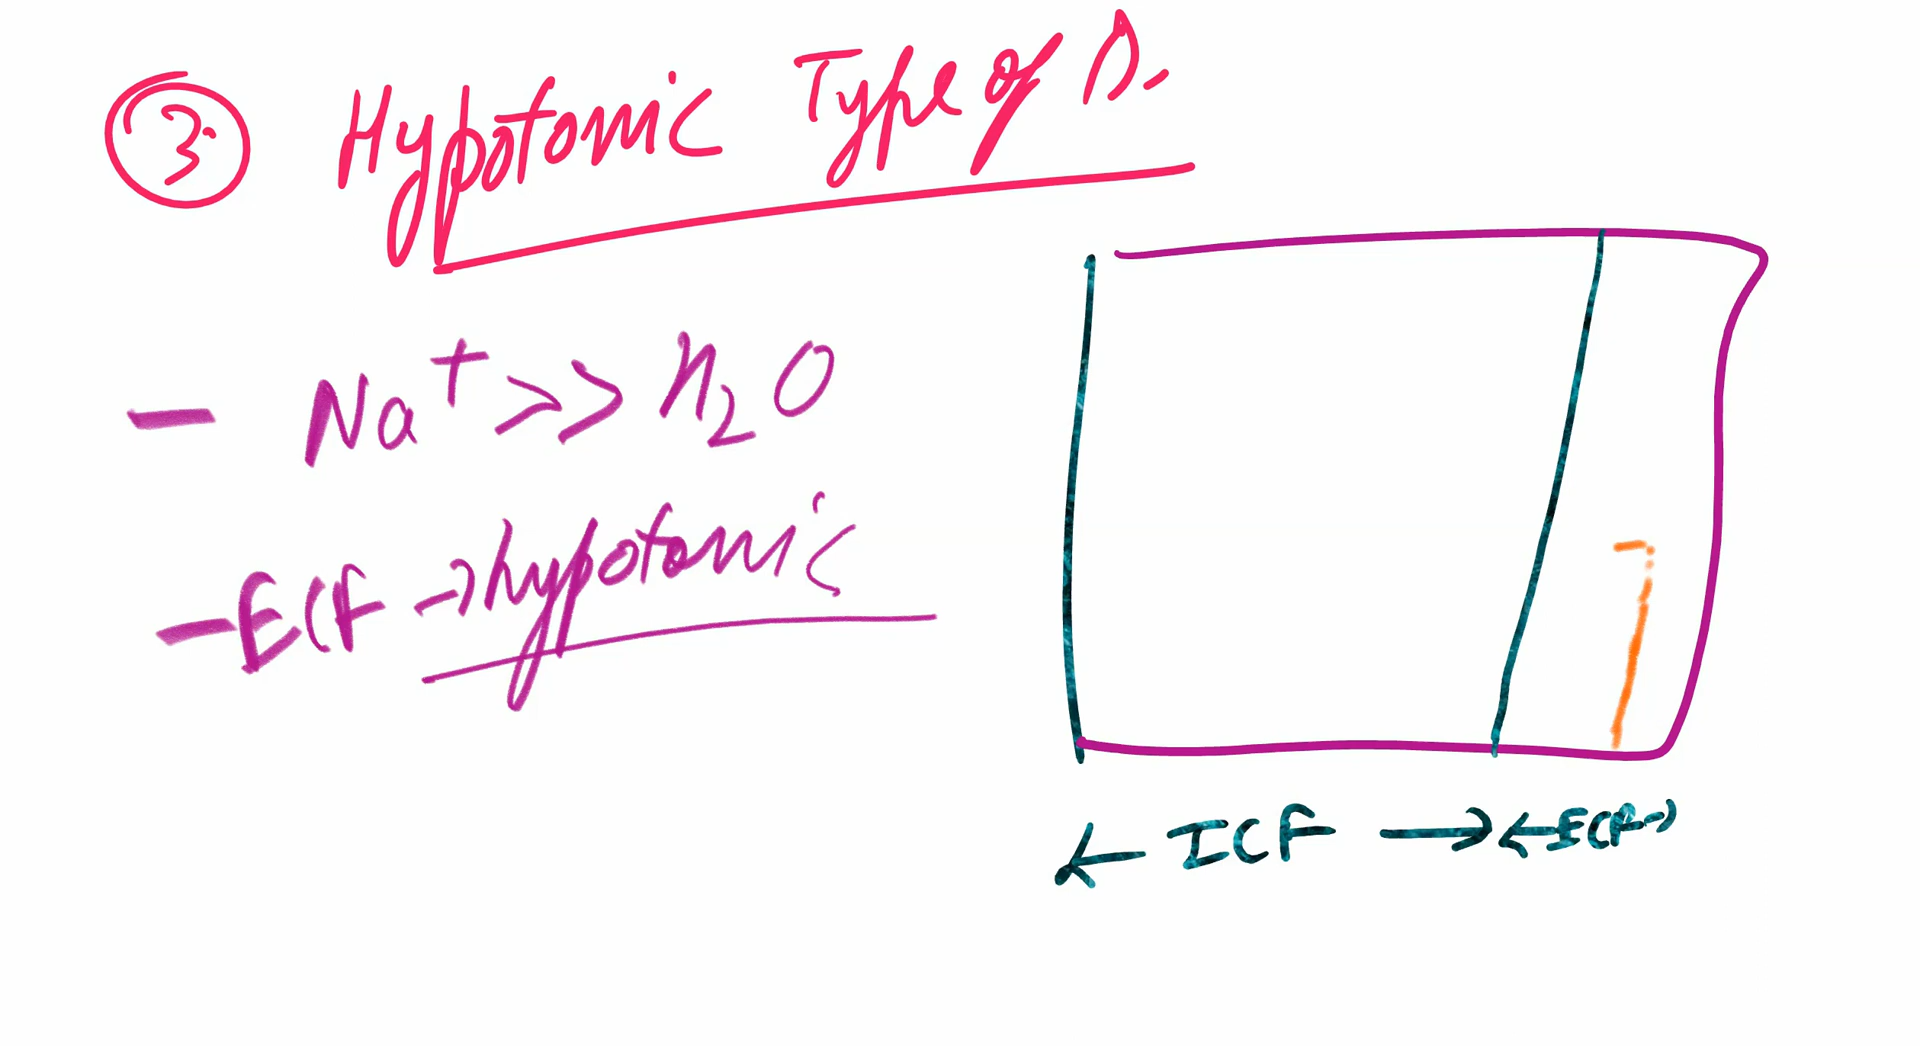 3. Hypotonic Type of D.
- Na⁺ >> H₂O
- ECF → hypotonic
← ICF → ← ECF →